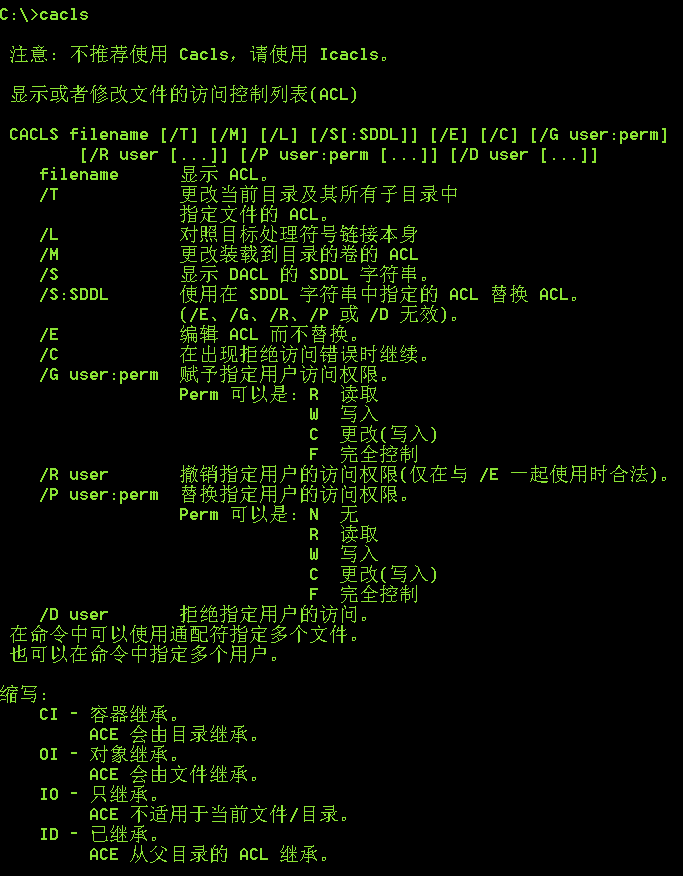 C:\>cacls
注意: 不推荐使用 Cacls，请使用 Icacls。
显示或者修改文件的访问控制列表(ACL)
CACLS filename [/T] [/M] [/L] [/S[:SDDL]] [/E] [/C] [/G user:perm]
[/R user [...]] [/P user:perm [...]] [/D user [...]]
filename 显示 ACL。
/T 更改当前目录及其所有子目录中
指定文件的 ACL。
/L 对照目标处理符号链接本身
/M 更改装载到目录的卷的 ACL
/S 显示 DACL 的 SDDL 字符串。
/S:SDDL 使用在 SDDL 字符串中指定的 ACL 替换 ACL。
(/E、/G、/R、/P 或 /D 无效)。
/E 编辑 ACL 而不替换。
/C 在出现拒绝访问错误时继续。
/G user:perm 赋予指定用户访问权限。
Perm 可以是: R 读取
W 写入
C 更改(写入)
F 完全控制
/R user 撤销指定用户的访问权限(仅在与 /E 一起使用时合法)。
/P user:perm 替换指定用户的访问权限。
Perm 可以是: N 无
R 读取
W 写入
C 更改(写入)
F 完全控制
/D user 拒绝指定用户的访问。
在命令中可以使用通配符指定多个文件。
也可以在命令中指定多个用户。
缩写:
CI - 容器继承。
ACE 会由目录继承。
OI - 对象继承。
ACE 会由文件继承。
IO - 只继承。
ACE 不适用于当前文件/目录。
ID - 已继承。
ACE 从父目录的 ACL 继承。